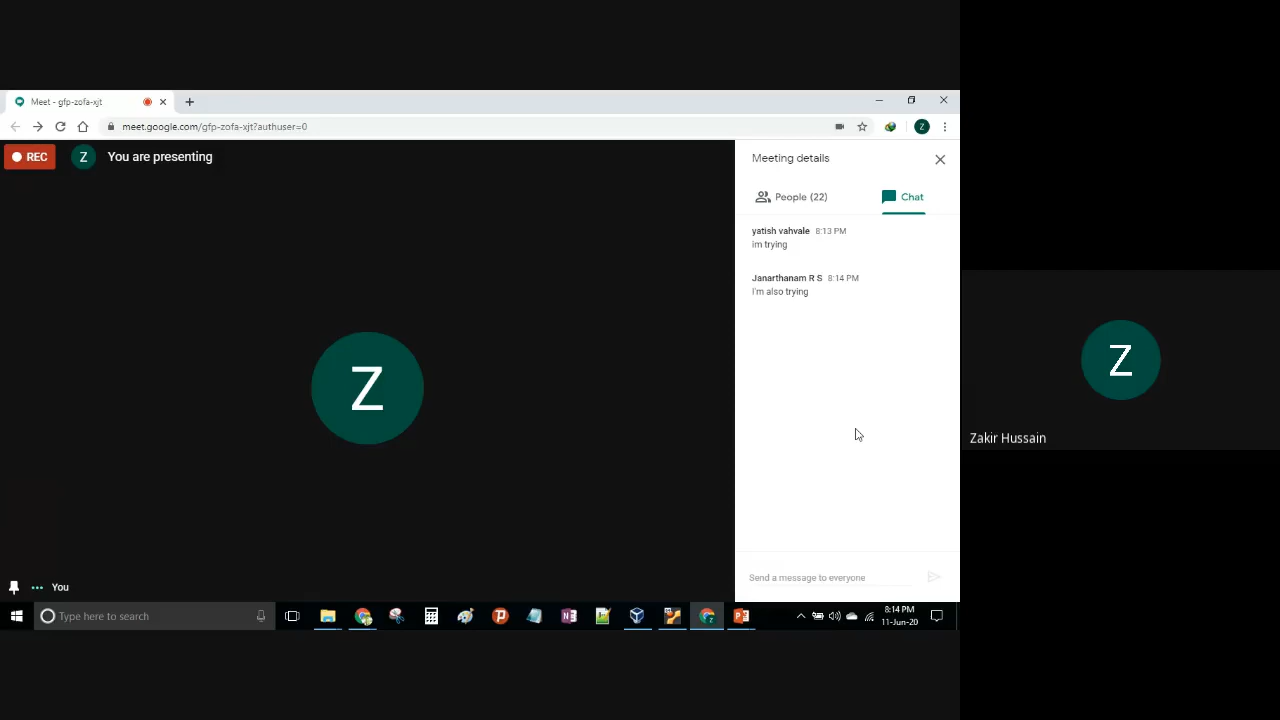 Meet - gfp-zofa-xjt
meet.google.com/gfp-zofa-xjt?authuser=0
Z
REC
Z
You are presenting
Meeting details
People (22)
Chat
yatish vahvale 8:13 PM
im trying
Janarthanam R S 8:14 PM
I'm also trying
Z
Z
Zakir Hussain
Send a message to everyone
You
Type here to search
8:14 PM
11-Jun-20